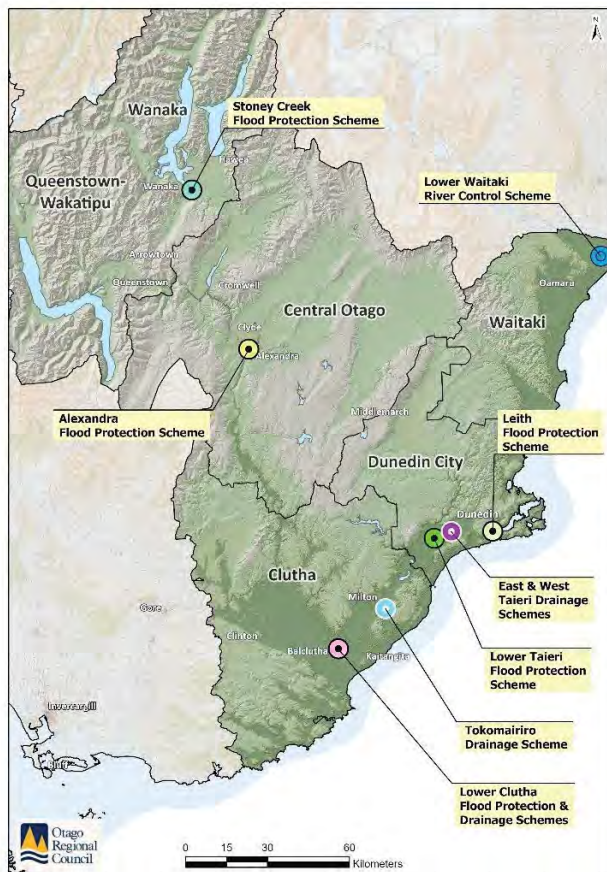 N
Wanaka
Stoney Creek
Flood Protection Scheme
Hawea
Wanaka
Queenstown-
Wakatipu
Lower Waitaki
River Control Scheme
Arrowtown
Queenstown
Cromwell
Oamaru
Central Otago
Waitaki
Clyde
Alexandra
Alexandra
Flood Protection Scheme
Middlemarch
Leith
Flood Protection
Scheme
Dunedin City
Dunedin
Clutha
East & West
Taieri Drainage
Schemes
Milton
Gore
Clinton
Balclutha
Kaitangata
Lower Taieri
Flood Protection
Scheme
Invercargill
Tokomairiro
Drainage Scheme
Bluff
Lower Clutha
Flood Protection &
Drainage Schemes
Otago
Regional
Council
0 15 30 60
Kilometers